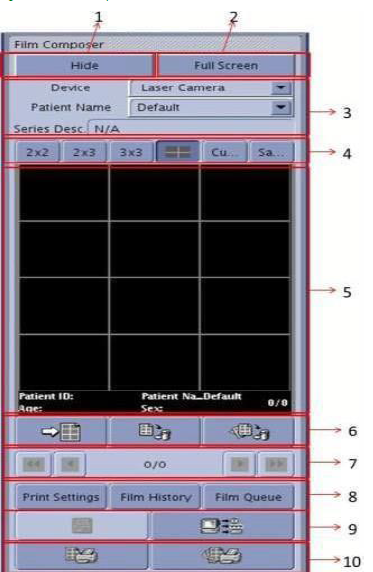 1 2
Film Composer
Hide Full Screen
Device Laser Camera
Patient Name Default
3
Series Desc. N/A
2x2 2x3 3x3 Cu... Sa...
4
5
Patient ID: Patient Na_Default 0/0
Age: Sex:
6
0/0
7
Print Settings Film History Film Queue
8
9
10